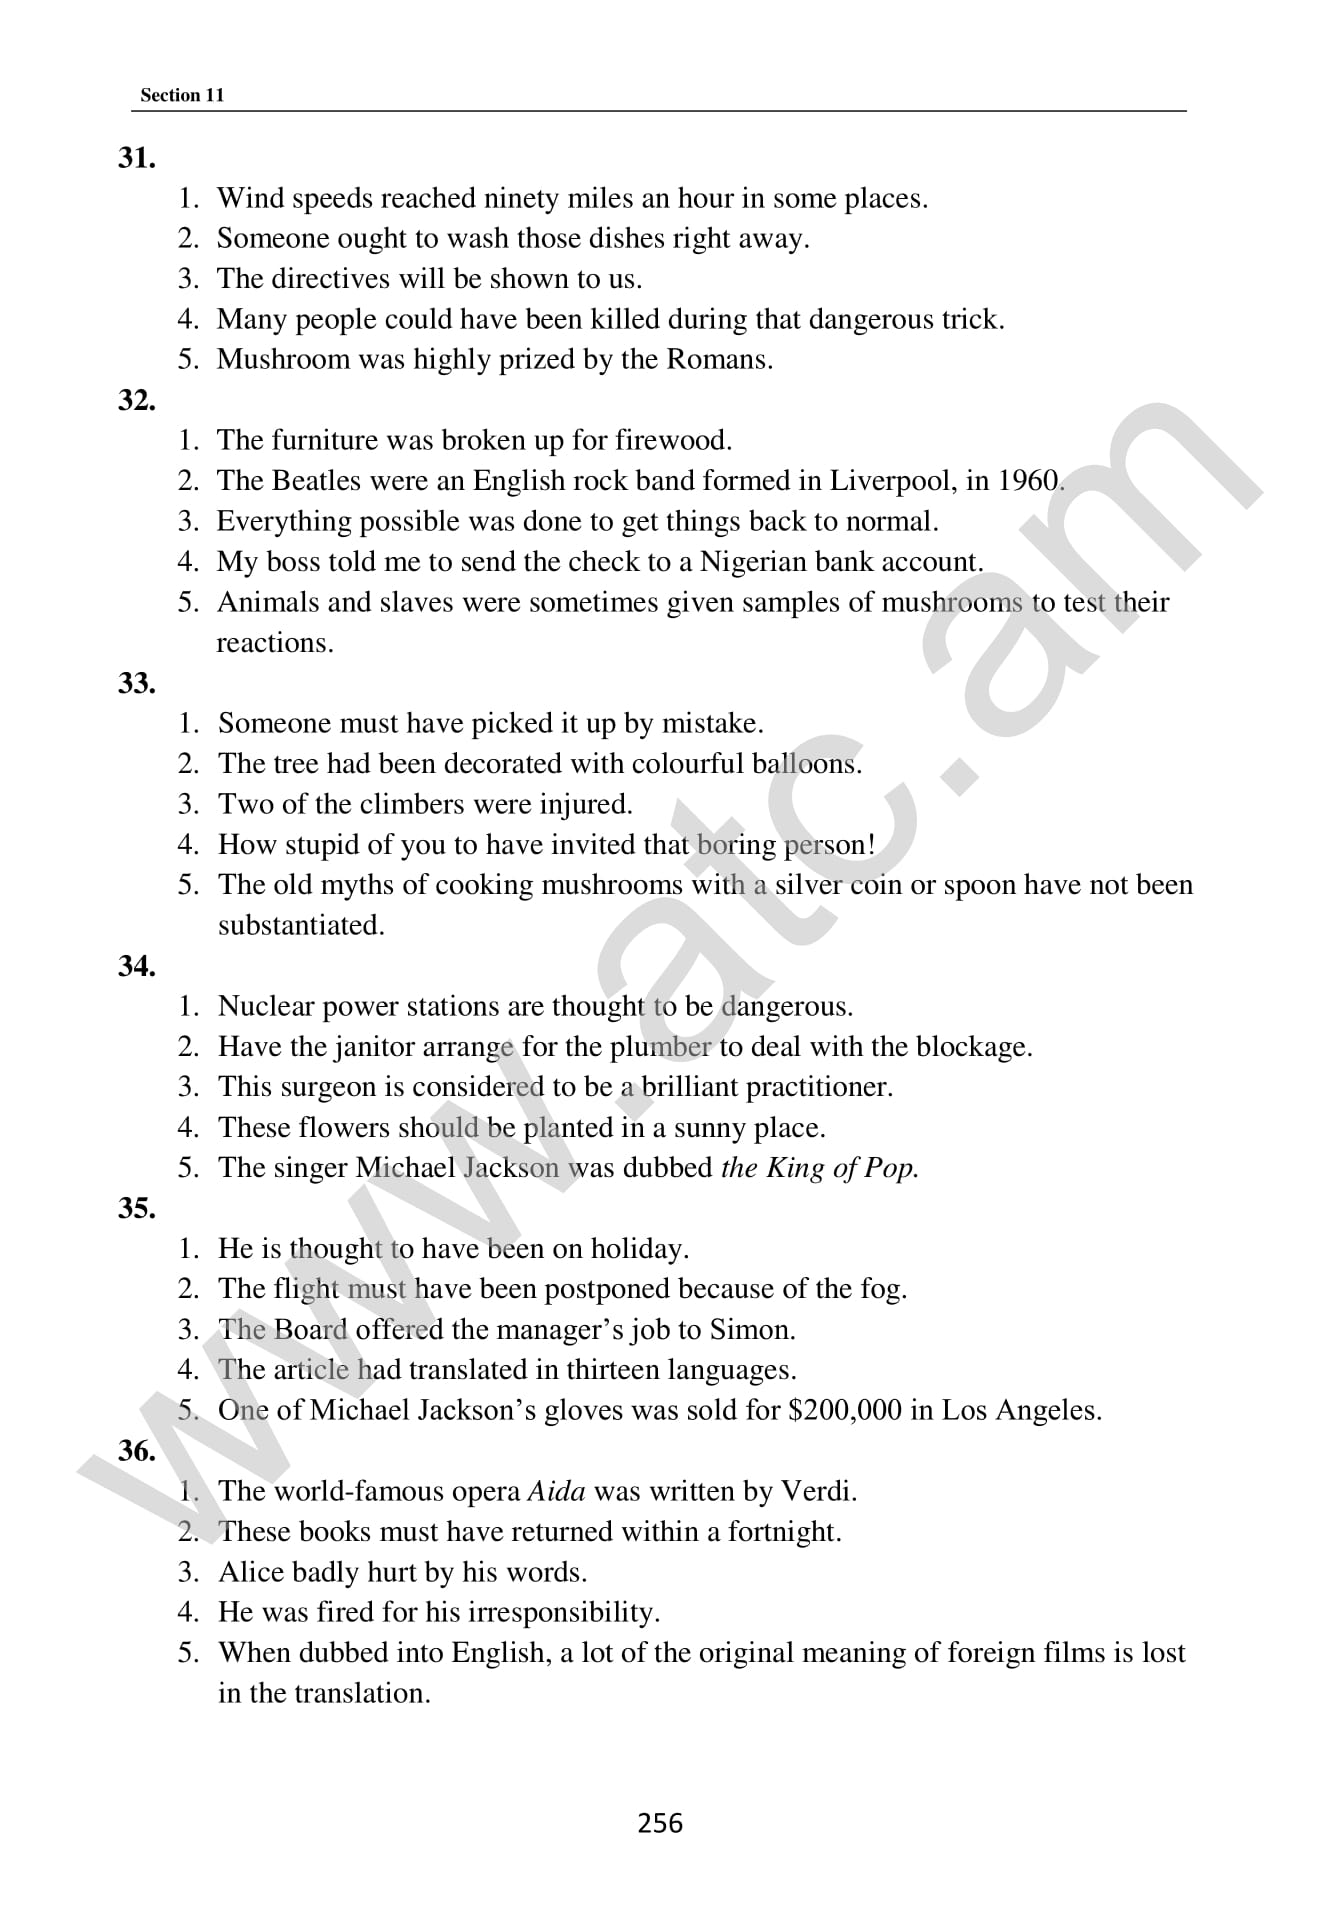 Section 11
31.
1. Wind speeds reached ninety miles an hour in some places.
2. Someone ought to wash those dishes right away.
3. The directives will be shown to us.
4. Many people could have been killed during that dangerous trick.
5. Mushroom was highly prized by the Romans.
32.
1. The furniture was broken up for firewood.
2. The Beatles were an English rock band formed in Liverpool, in 1960.
3. Everything possible was done to get things back to normal.
4. My boss told me to send the check to a Nigerian bank account.
5. Animals and slaves were sometimes given samples of mushrooms to test their
reactions.
33.
1. Someone must have picked it up by mistake.
2. The tree had been decorated with colourful balloons.
3. Two of the climbers were injured.
4. How stupid of you to have invited that boring person!
5. The old myths of cooking mushrooms with a silver coin or spoon have not been
substantiated.
34.
1. Nuclear power stations are thought to be dangerous.
2. Have the janitor arrange for the plumber to deal with the blockage.
3. This surgeon is considered to be a brilliant practitioner.
4. These flowers should be planted in a sunny place.
5. The singer Michael Jackson was dubbed the King of Pop.
35.
1. He is thought to have been on holiday.
2. The flight must have been postponed because of the fog.
3. The Board offered the manager’s job to Simon.
4. The article had translated in thirteen languages.
5. One of Michael Jackson’s gloves was sold for $200,000 in Los Angeles.
36.
1. The world-famous opera Aida was written by Verdi.
2. These books must have returned within a fortnight.
3. Alice badly hurt by his words.
4. He was fired for his irresponsibility.
5. When dubbed into English, a lot of the original meaning of foreign films is lost
in the translation.
256
www.atc.am